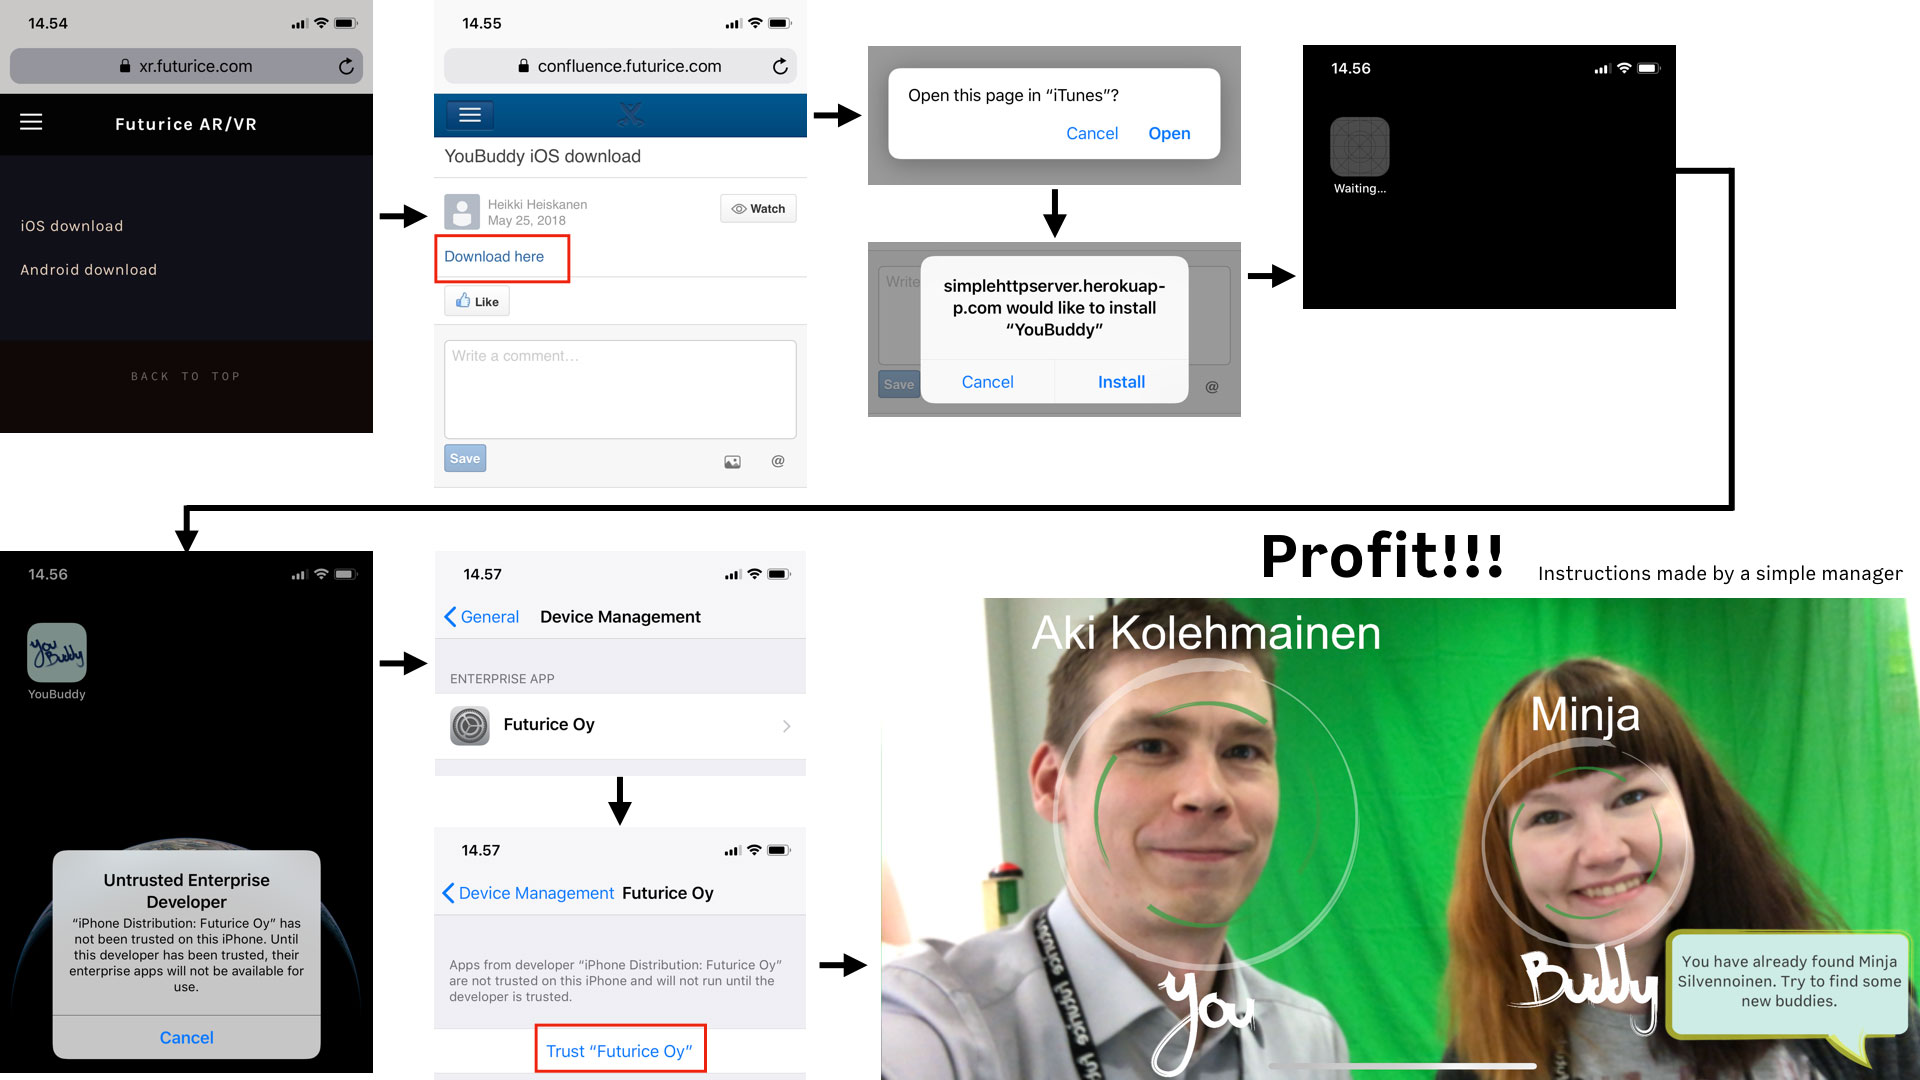 14.54
xr.futurice.com
Futurice AR/VR
iOS download
Android download
BACK TO TOP
14.55
confluence.futurice.com
YouBuddy iOS download
Heikki Heiskanen
May 25, 2018
Watch
Download here
Like
Write a comment...
Save
@
Open this page in “iTunes”?
Cancel
Open
Write
simplehttpserver.herokuap-
p.com would like to install
“YouBuddy”
Cancel
Install
Save
@
14.56
Waiting...
14.56
You
Buddy
YouBuddy
Untrusted Enterprise
Developer
“iPhone Distribution: Futurice Oy” has
not been trusted on this iPhone. Until
this developer has been trusted, their
enterprise apps will not be available for
use.
Cancel
14.57
General
Device Management
ENTERPRISE APP
Futurice Oy
14.57
Device Management
Futurice Oy
Apps from developer “iPhone Distribution: Futurice Oy”
are not trusted on this iPhone and will not run until the
developer is trusted.
Trust “Futurice Oy”
Profit!!!
Instructions made by a simple manager
Aki Kolehmainen
Minja
you
Buddy
You have already found Minja
Silvennoinen. Try to find some
new buddies.